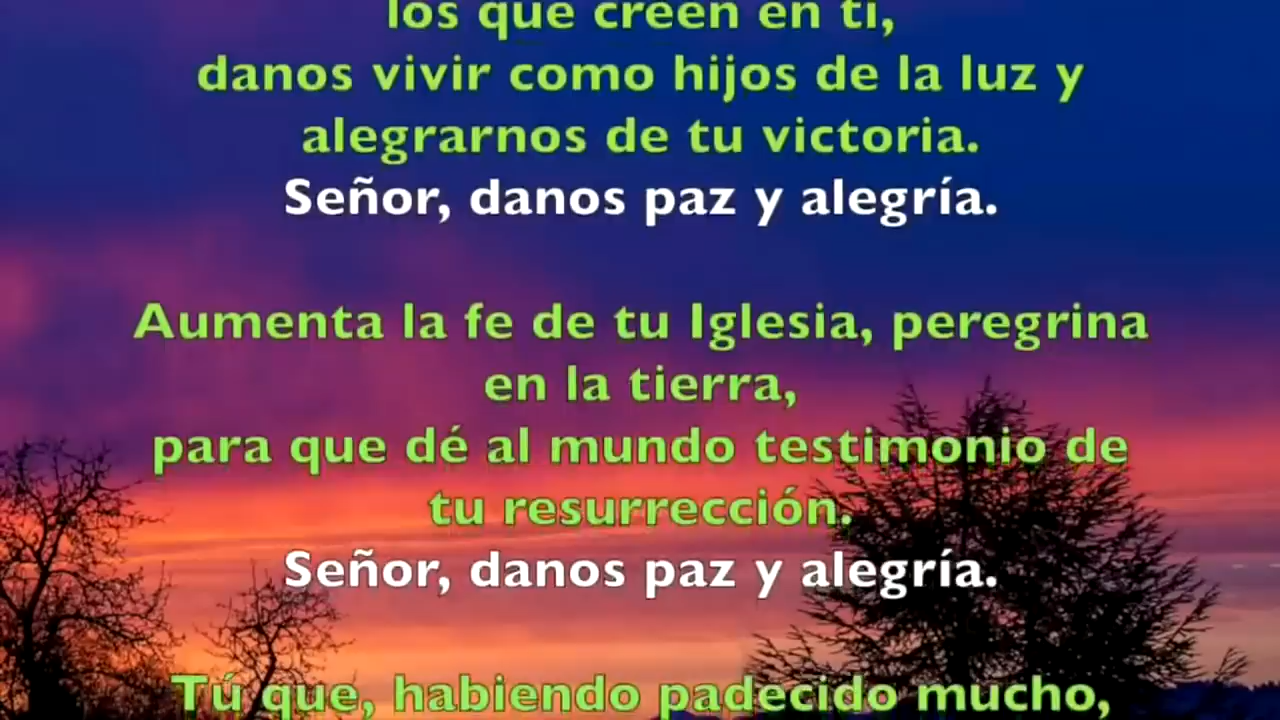 los que creen en ti,
danos vivir como hijos de la luz y
alegrarnos de tu victoria.
Señor, danos paz y alegría.
Aumenta la fe de tu Iglesia, peregrina
en la tierra,
para que dé al mundo testimonio de
tu resurrección.
Señor, danos paz y alegría.
Tú que, habiendo padecido mucho,